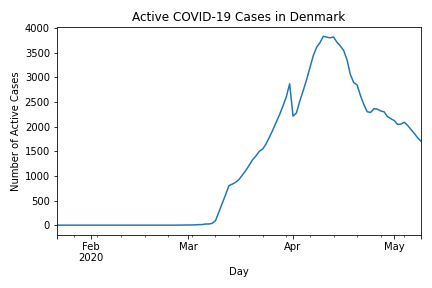 Active COVID-19 Cases in Denmark
4000
3500
3000
2500
2000
1500
1000
500
0
Number of Active Cases
Feb
2020
Mar
Apr
May
Day